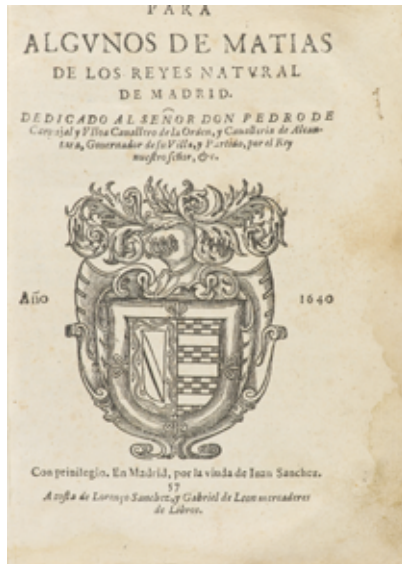 PARA
ALGVNOS DE MATIAS
DE LOS REYES NATVRAL
DE MADRID.
DEDICADO AL SEÑOR DON PEDRO DE
Carvajal y Vlloa Cavallero de la Orden, y Cavalleria de Alcan-
tara, Governador de su Villa, y Partido, por el Rey
nuestro señor, &c.
Año 1640
Con priuilegio. En Madrid, por la viuda de Iuan Sanchez.
57
A costa de Lorenço Sanchez, y Gabriel de Leon mercaderes
de Libros.